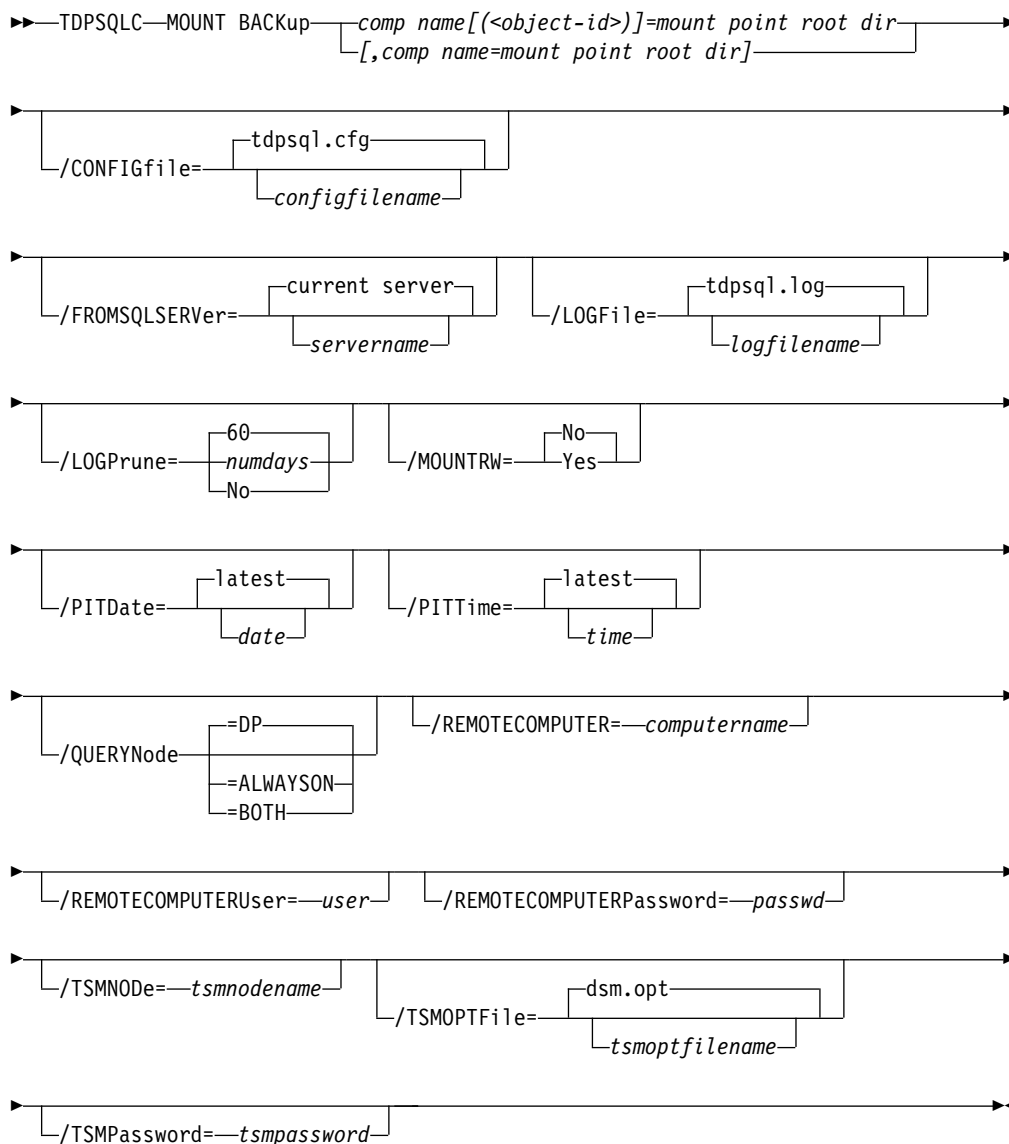 TDPSQLC MOUNT BACKup comp name[(<object-id>)]=mount point root dir
[,comp name=mount point root dir]
tdpsql.cfg
/CONFIGfile=
configfilename
current server tdpsql.log
/FROMSQLSERVer= /LOGFile=
servername logfilename
60 No
/LOGPrune= numdays /MOUNTRW= Yes
No
latest latest
/PITDate= /PITTime=
date time
=DP /REMOTECOMPUTER= computername
/QUERYNode
=ALWAYSON
=BOTH
/REMOTECOMPUTERUser= user /REMOTECOMPUTERPassword= passwd
/TSMNODe= tsmnodename dsm.opt
/TSMOPTFile=
tsmoptfilename
/TSMPassword= tsmpassword